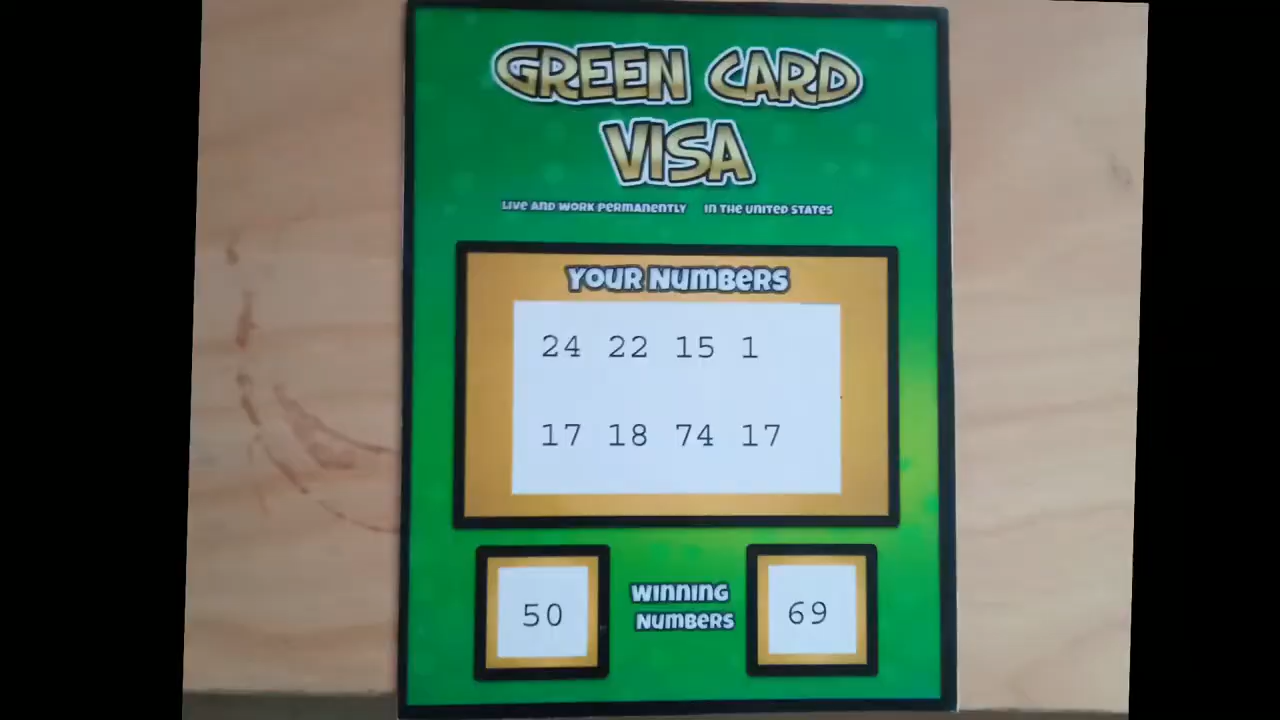 GREEN CARD
VISA
LIVE AND WORK PERMANENTLY IN THE UNITED STATES
YOUR NUMBERS
24 22 15 1
17 18 74 17
50
WINNING
NUMBERS
69